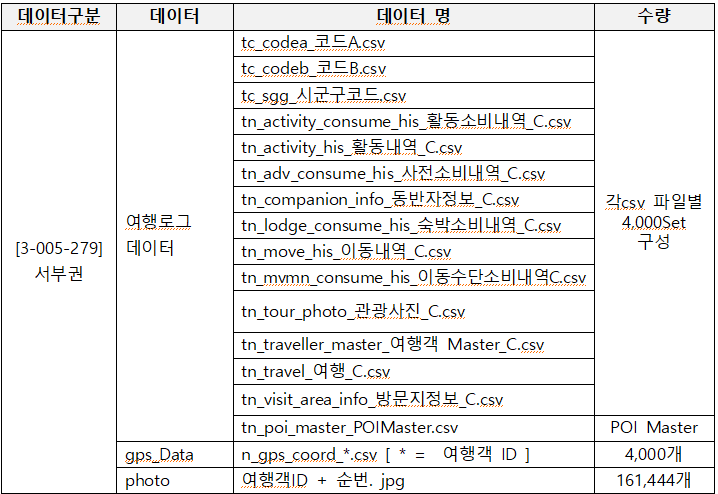 데이터구분 데이터 데이터 명 수량
[3-005-279]
서부권
여행로그
데이터
tc_codea_코드A.csv
tc_codeb_코드B.csv
tc_sgg_시군구코드.csv
tn_activity_consume_his_활동소비내역_C.csv
tn_activity_his_활동내역_C.csv
tn_adv_consume_his_사전소비내역_C.csv
tn_companion_info_동반자정보_C.csv
tn_lodge_consume_his_숙박소비내역_C.csv
tn_move_his_이동내역_C.csv
tn_mvmn_consume_his_이동수단소비내역C.csv
tn_tour_photo_관광사진_C.csv
tn_traveller_master_여행객 Master_C.csv
tn_travel_여행_C.csv
tn_visit_area_info_방문지정보_C.csv
각csv 파일별
4,000Set
구성
tn_poi_master_POIMaster.csv POI Master
gps_Data n_gps_coord_*.csv [ * = 여행객 ID ] 4,000개
photo 여행객ID + 순번. jpg 161,444개